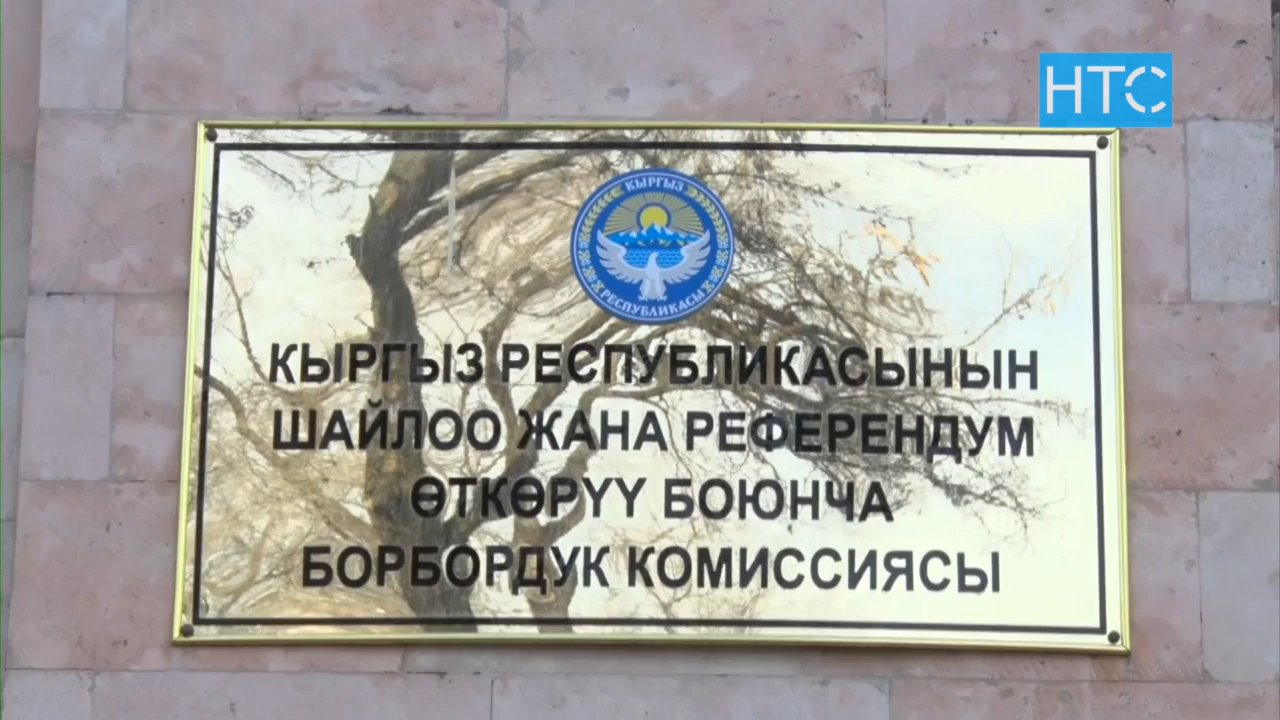 НТС
КЫРГЫЗ
РЕСПУБЛИКАСЫ
КЫРГЫЗ РЕСПУБЛИКАСЫНЫН
ШАЙЛОО ЖАНА РЕФЕРЕНДУМ
ӨТКӨРҮҮ БОЮНЧА
БОРБОРДУК КОМИССИЯСЫ